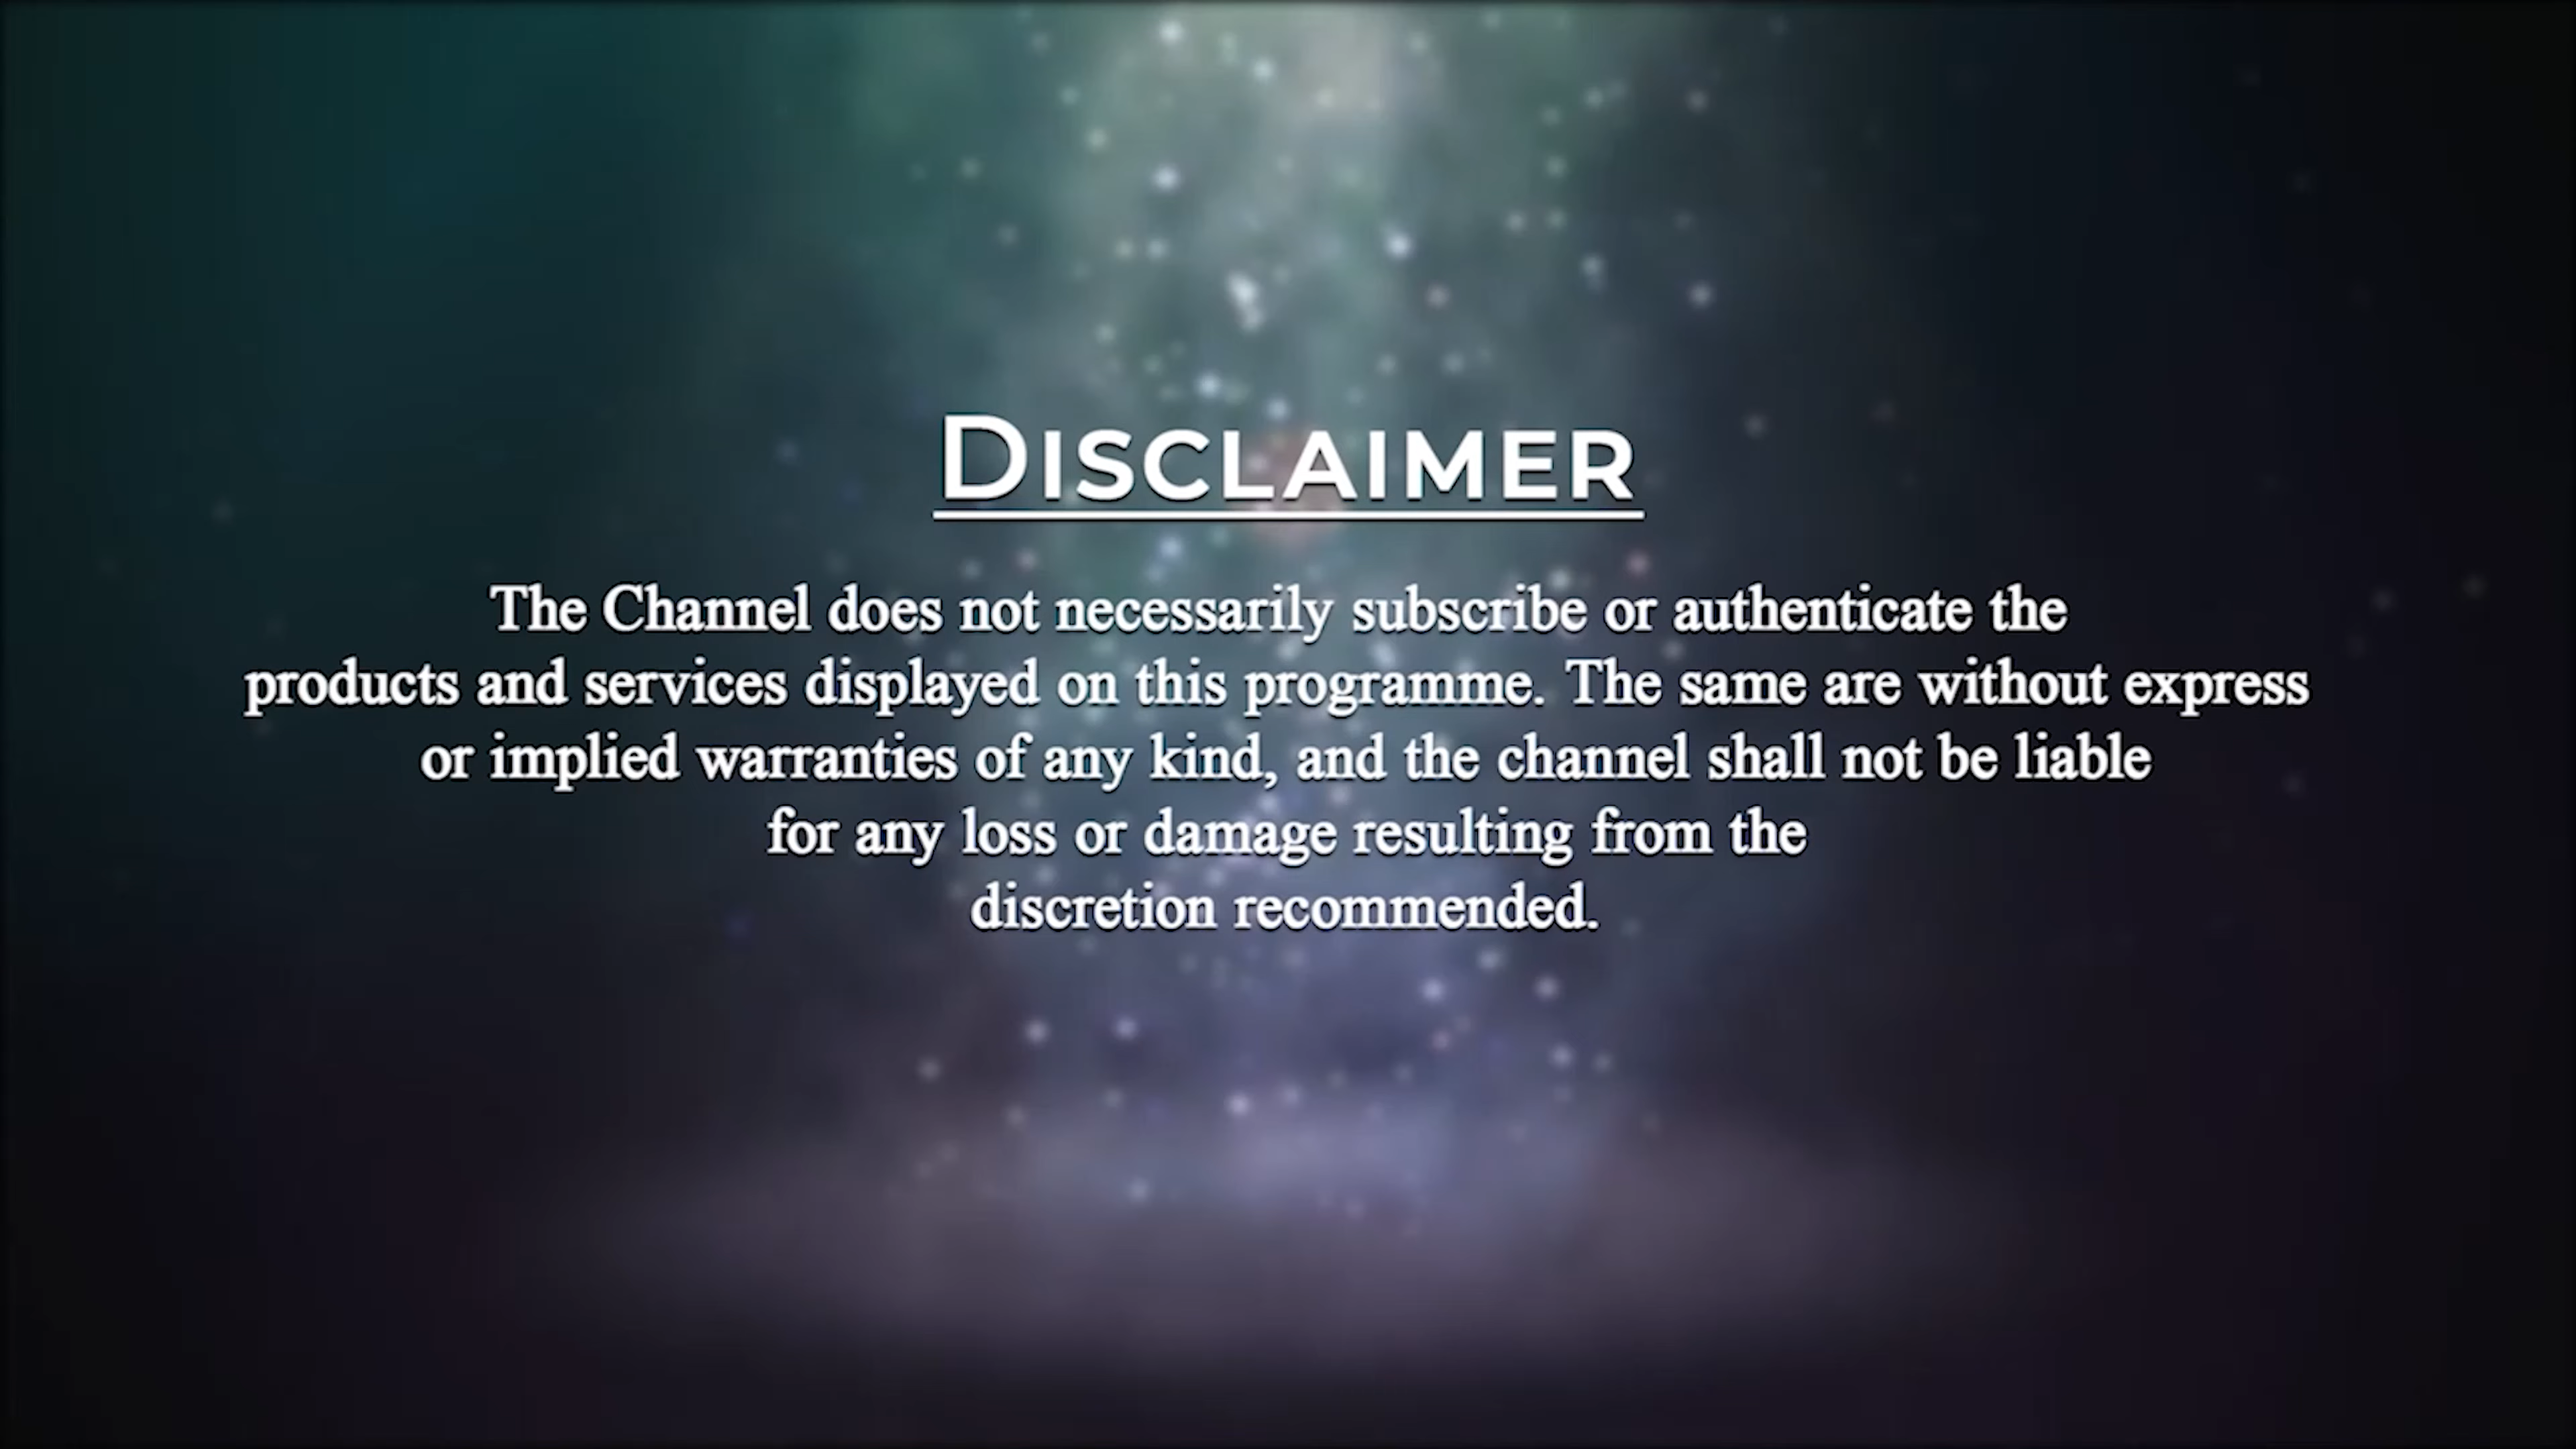 DISCLAIMER
The Channel does not necessarily subscribe or authenticate the
products and services displayed on this programme. The same are without express
or implied warranties of any kind, and the channel shall not be liable
for any loss or damage resulting from the
discretion recommended.